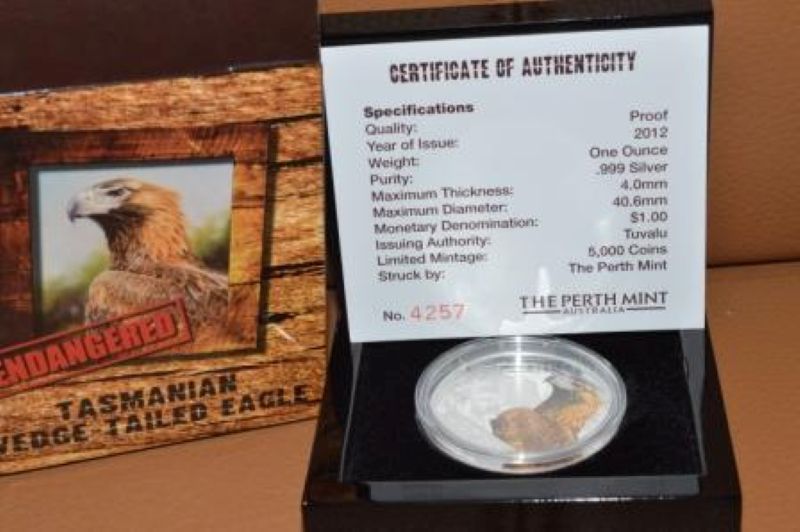 ENDANGERED
TASMANIAN
WEDGE TAILED EAGLE
CERTIFICATE OF AUTHENTICITY
Specifications
Quality: Proof
Year of Issue: 2012
Weight: One Ounce
Purity: .999 Silver
Maximum Thickness: 4.0mm
Maximum Diameter: 40.6mm
Monetary Denomination: $1.00
Issuing Authority: Tuvalu
Limited Mintage: 5,000 Coins
Struck by: The Perth Mint
No. 4257
THE PERTH MINT
AUSTRALIA